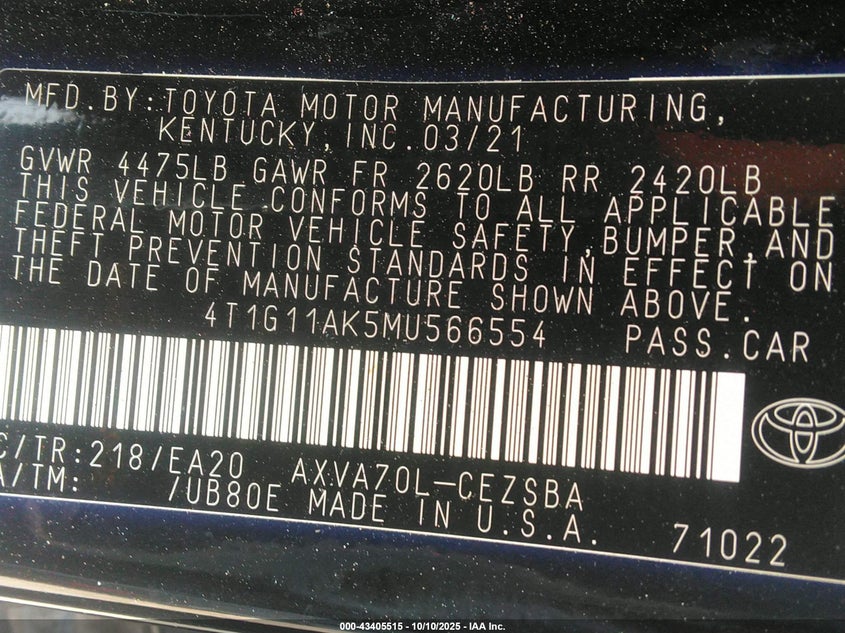 MFD.BY:TOYOTA MOTOR MANUFACTURING,
KENTUCKY,INC.03/21
GVWR 4475LB GAWR FR 2620LB RR 2420LB
THIS VEHICLE CONFORMS TO ALL APPLICABLE
FEDERAL MOTOR VEHICLE SAFETY,BUMPER,AND
THEFT PREVENTION STANDARDS IN EFFECT ON
THE DATE OF MANUFACTURE SHOWN ABOVE.
4T1G11AK5MU566554 PASS.CAR
C/TR:218/EA20 AXVA70L-CEZSBA
A/TM: /UB80E MADE IN U.S.A.
71022
000-43405515 - 10/10/2025 - IAA Inc.